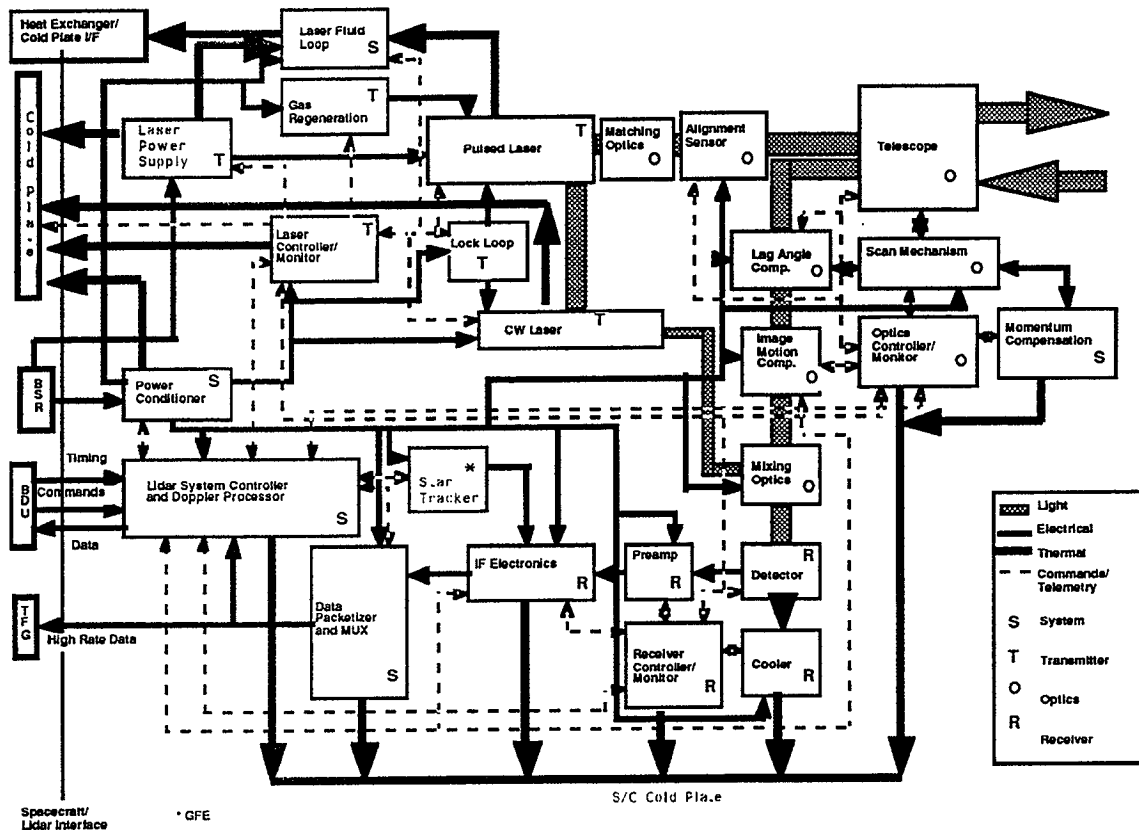 Heat Exchanger/
Cold Plate I/F
Laser Fluid
Loop
S
Gas
Regeneration
T
Laser
Power
Supply
T
Pulsed Laser
T
Matching
Optics
O
Alignment
Sensor
O
Telescope
O
Laser Controller/
Monitor
T
Lock Loop
T
Lag Angle
Comp.
O
Scan Mechanism
O
CW Laser
T
Image
Motion
Comp.
O
Optics
Controller/
Monitor
O
Momentum
Compensation
S
BSR
Power
Conditioner
S
Timing
Commands
Data
BDU
Lidar System Controller
and Doppler Processor
S
*
Star
Tracker
Mixing
Optics
O
IF Electronics
R
Preamp
R
Detector
R
TFG
High Rate Data
Data
Packetizer
and MUX
S
Receiver
Controller/
Monitor
R
Cooler
R
Light
Electrical
Thermal
Commands/
Telemetry
S System
T Transmitter
O Optics
R Receiver
Spacecraft/
Lidar Interface
* GFE
S/C Cold